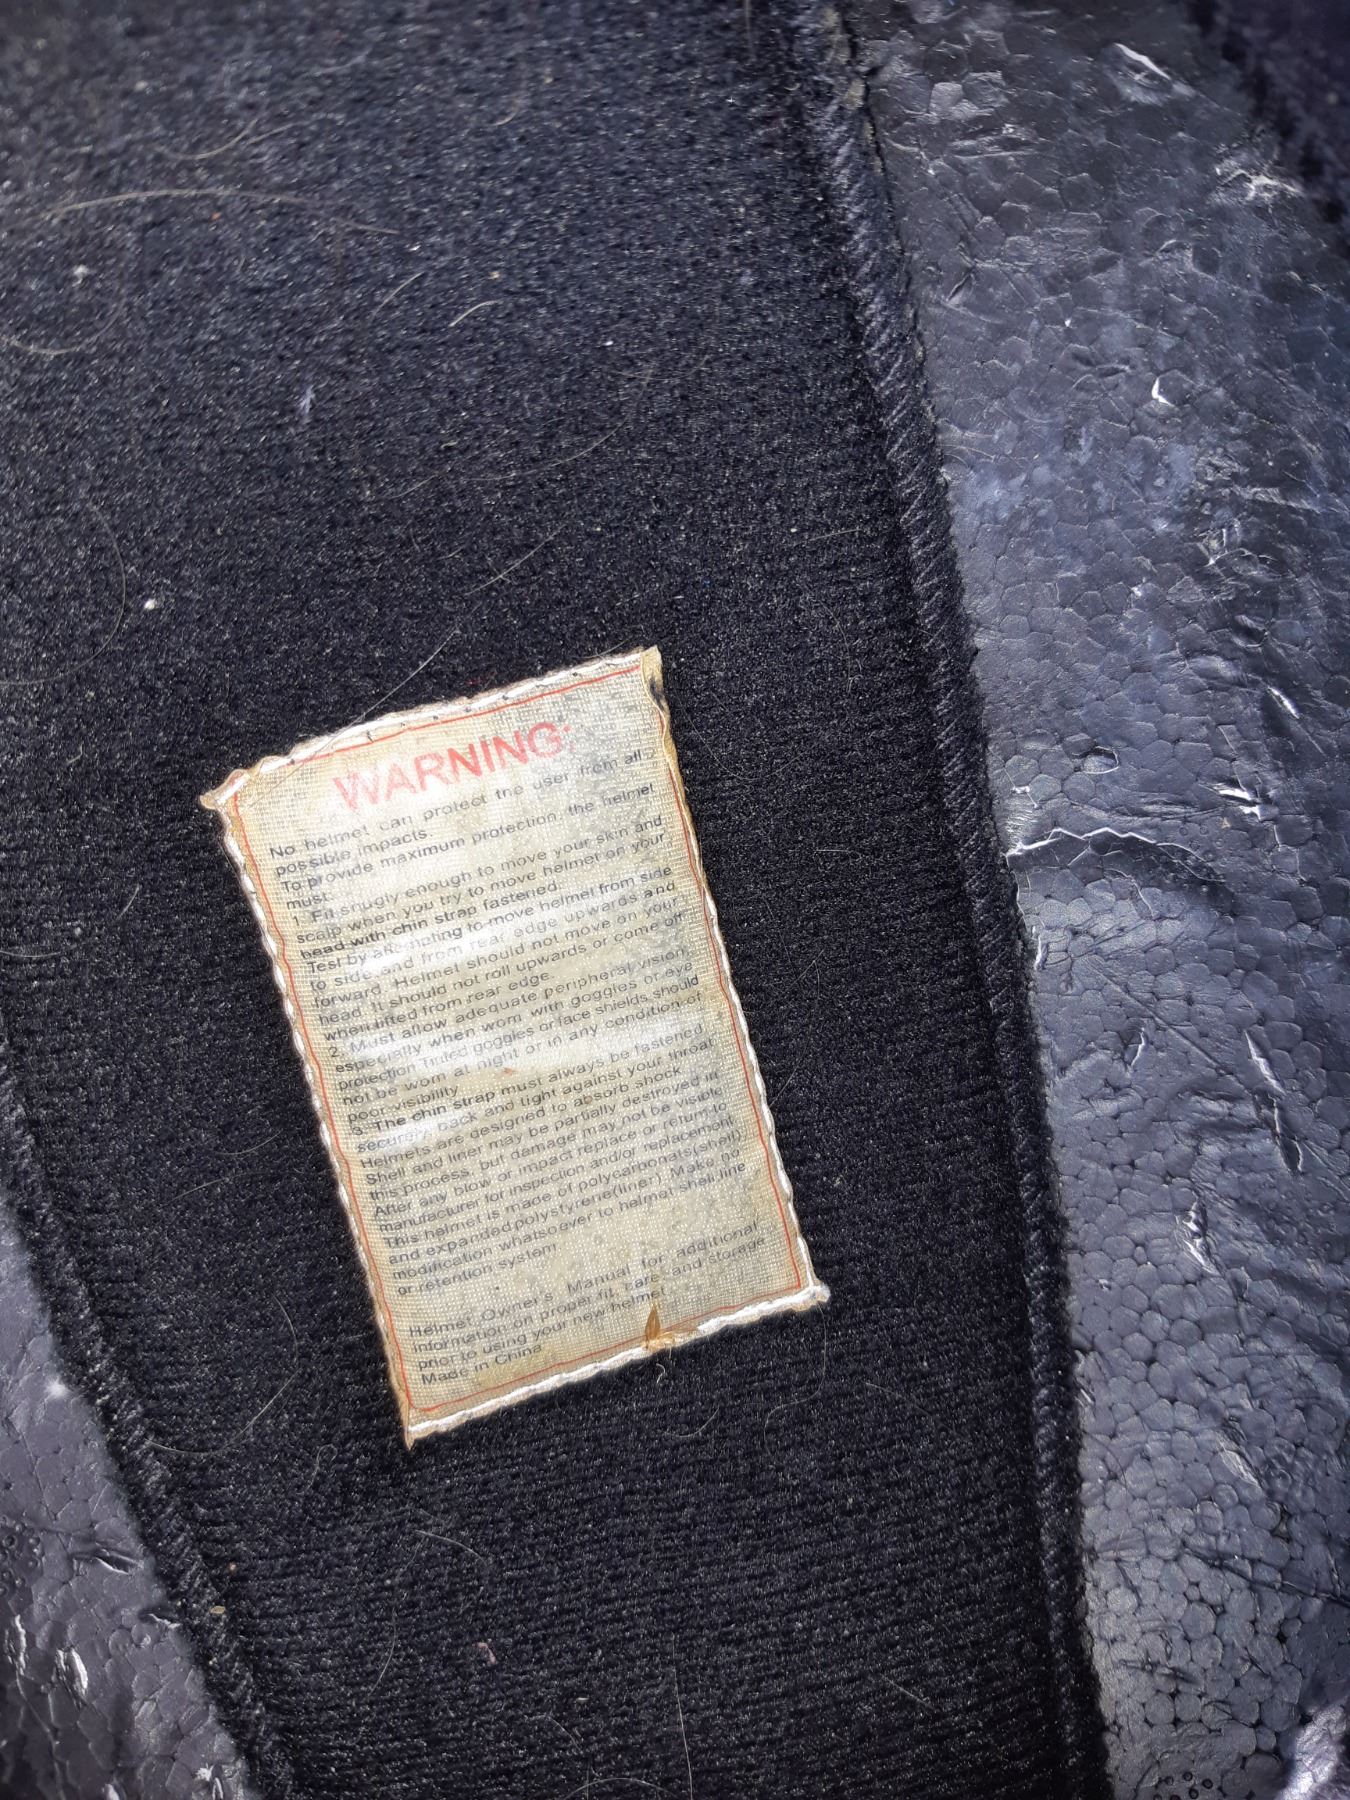 WARNING:
No helmet can protect the user from all
possible impacts.
To provide maximum protection, the helmet
must:
1. Fit snugly enough to move your skin and
scalp when you try to move helmet on your
head with chin strap fastened.
Test by attempting to move helmet from side
to side and from rear edge upwards and
forward. Helmet should not move on your
head. It should not roll upwards or come off
when lifted from rear edge.
2. Must allow adequate peripheral vision,
especially when worn with goggles or eye
protection. Tinted goggles or face shields should
not be worn at night or in any condition of
poor visibility.
3. The chin strap must always be fastened
securely, back and tight against your throat.
Helmets are designed to absorb shock.
Shell and liner may be partially destroyed in
this process, but damage may not be visible
After any blow or impact replace or return to
manufacturer for inspection and/or replacement
This helmet is made of polycarbonats(shell)
and expanded polystyrene(liner). Make no
modification whatsoever to helmet shell, line
or retention system.
Helmet Owner's Manual for additional
information on proper fit, care, and storage
prior to using your new helmet
Made in China